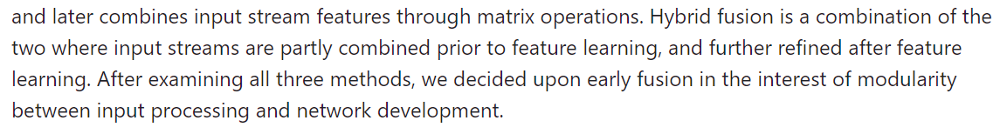 and later combines input stream features through matrix operations. Hybrid fusion is a combination of the
two where input streams are partly combined prior to feature learning, and further refined after feature
learning. After examining all three methods, we decided upon early fusion in the interest of modularity
between input processing and network development.